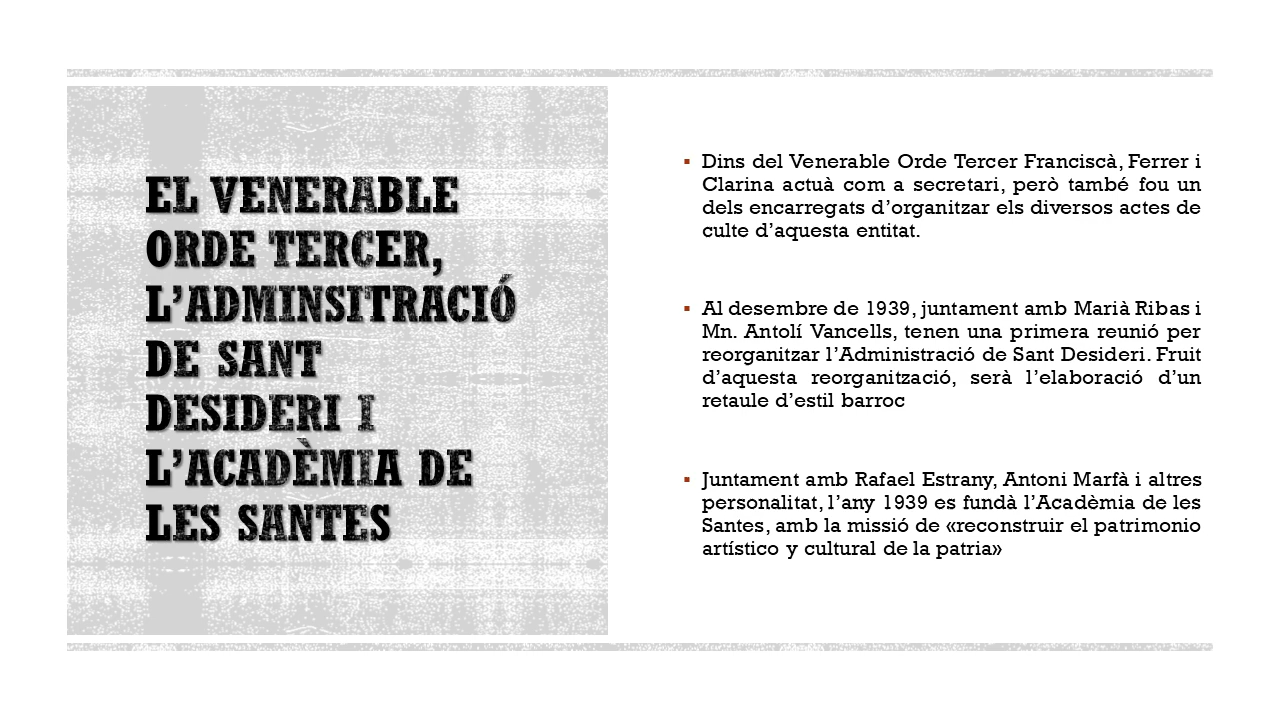 EL VENERABLE
ORDE TERCER,
L'ADMINSITRACIÓ
DE SANT
DESIDERI I
L'ACADÈMIA DE
LES SANTES
▪ Dins del Venerable Orde Tercer Franciscà, Ferrer i
Clarina actuà com a secretari, però també fou un
dels encarregats d'organitzar els diversos actes de
culte d'aquesta entitat.
▪ Al desembre de 1939, juntament amb Marià Ribas i
Mn. Antolí Vancells, tenen una primera reunió per
reorganitzar l'Administració de Sant Desideri. Fruit
d'aquesta reorganització, serà l'elaboració d'un
retaule d'estil barroc
▪ Juntament amb Rafael Estrany, Antoni Marfà i altres
personalitat, l'any 1939 es fundà l'Acadèmia de les
Santes, amb la missió de «reconstruir el patrimonio
artístico y cultural de la patria»